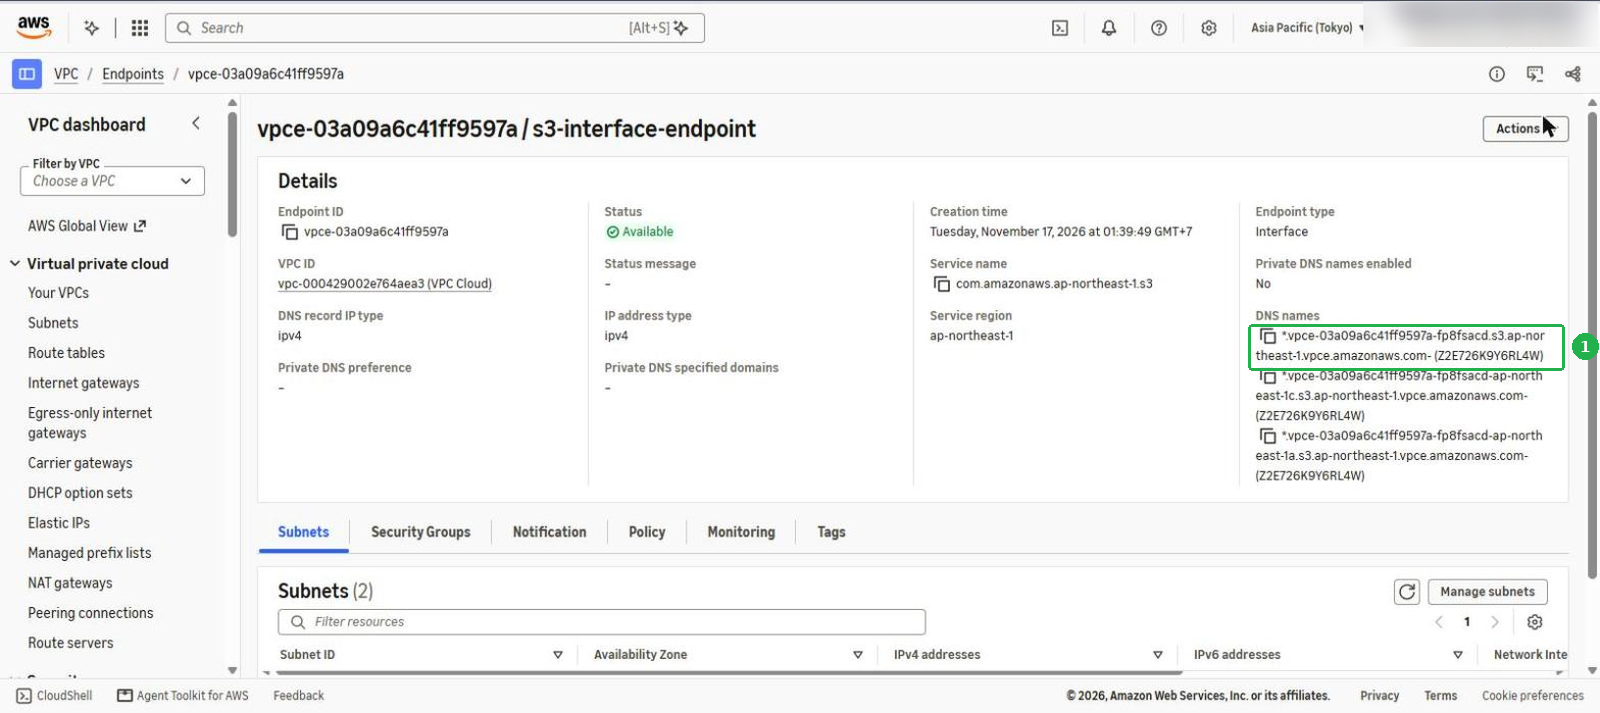 aws
Search [Alt+S]
Asia Pacific (Tokyo)
VPC / Endpoints / vpce-03a09a6c41ff9597a
VPC dashboard
Filter by VPC
Choose a VPC
AWS Global View
Virtual private cloud
Your VPCs
Subnets
Route tables
Internet gateways
Egress-only internet
gateways
Carrier gateways
DHCP option sets
Elastic IPs
Managed prefix lists
NAT gateways
Peering connections
Route servers
vpce-03a09a6c41ff9597a / s3-interface-endpoint
Actions
Details
Endpoint ID
vpce-03a09a6c41ff9597a
VPC ID
vpc-000429002e764aea3 (VPC Cloud)
DNS record IP type
ipv4
Private DNS preference
–
Status
Available
Status message
–
IP address type
ipv4
Private DNS specified domains
–
Creation time
Tuesday, November 17, 2026 at 01:39:49 GMT+7
Service name
com.amazonaws.ap-northeast-1.s3
Service region
ap-northeast-1
Endpoint type
Interface
Private DNS names enabled
No
DNS names
*.vpce-03a09a6c41ff9597a-fp8fsacd.s3.ap-nor
theast-1.vpce.amazonaws.com- (Z2E726K9Y6RL4W)
1
*.vpce-03a09a6c41ff9597a-fp8fsacd-ap-north
east-1c.s3.ap-northeast-1.vpce.amazonaws.com-
(Z2E726K9Y6RL4W)
*.vpce-03a09a6c41ff9597a-fp8fsacd-ap-north
east-1a.s3.ap-northeast-1.vpce.amazonaws.com-
(Z2E726K9Y6RL4W)
Subnets
Security Groups
Notification
Policy
Monitoring
Tags
Subnets (2)
Manage subnets
Filter resources
1
Subnet ID
Availability Zone
IPv4 addresses
IPv6 addresses
Network Inte
CloudShell
Agent Toolkit for AWS
Feedback
© 2026, Amazon Web Services, Inc. or its affiliates.
Privacy
Terms
Cookie preferences